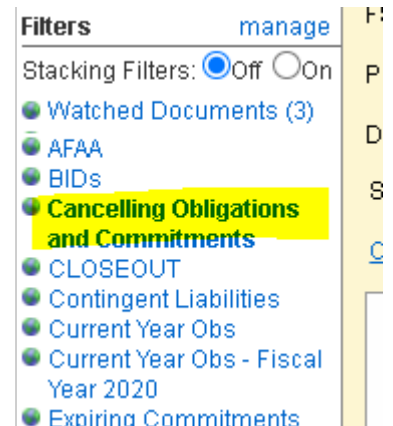 Filters manage
Stacking Filters: Off On
Watched Documents (3)
AFAA
BIDs
Cancelling Obligations
and Commitments
CLOSEOUT
Contingent Liabilities
Current Year Obs
Current Year Obs - Fiscal
Year 2020
Expiring Commitments
P
D
S
C